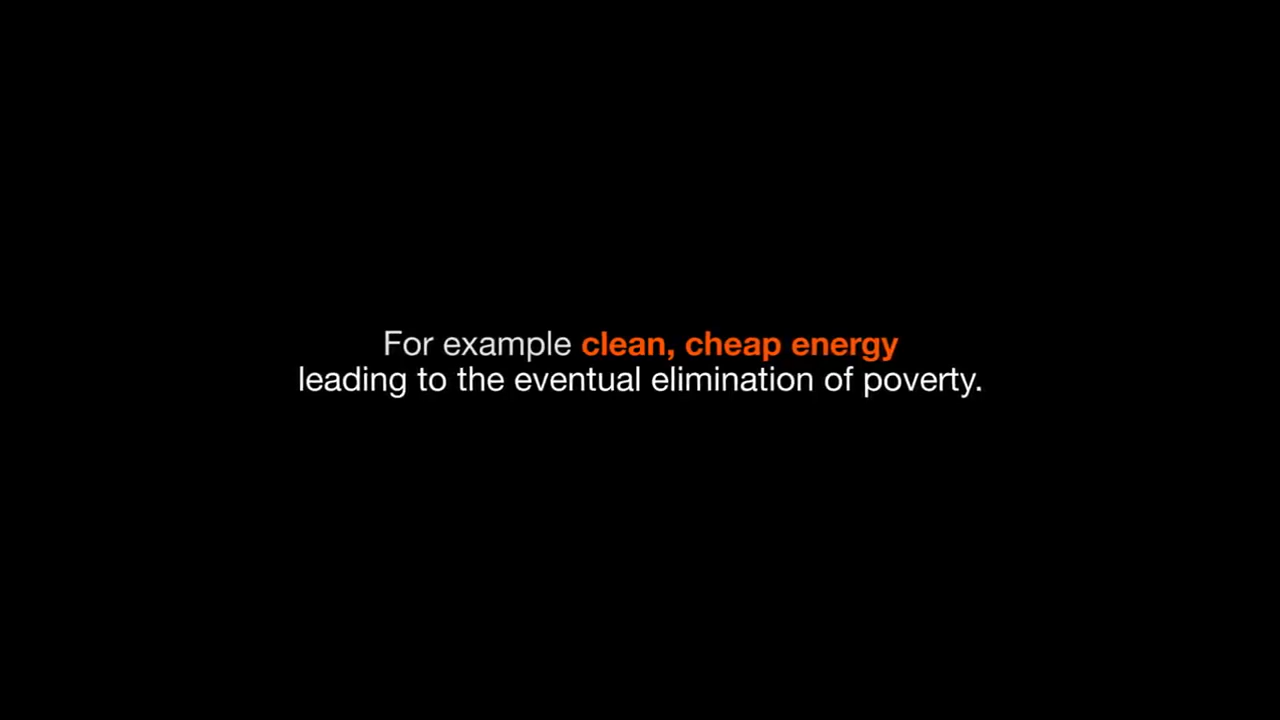 For example clean, cheap energy
leading to the eventual elimination of poverty.